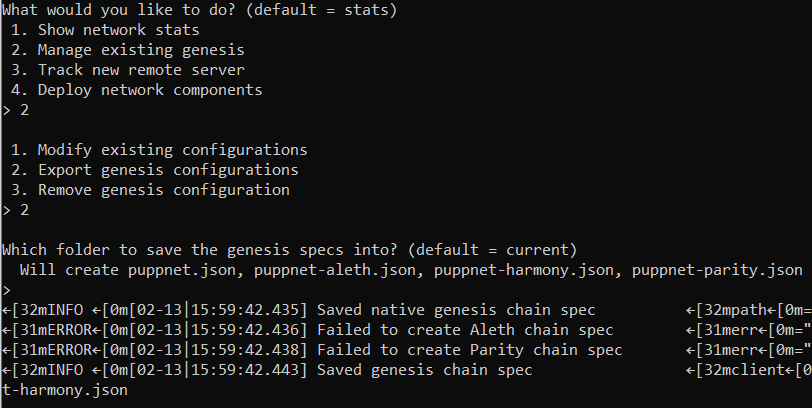 What would you like to do? (default = stats)
 1. Show network stats
 2. Manage existing genesis
 3. Track new remote server
 4. Deploy network components
> 2

 1. Modify existing configurations
 2. Export genesis configurations
 3. Remove genesis configuration
> 2

Which folder to save the genesis specs into? (default = current)
  Will create puppnet.json, puppnet-aleth.json, puppnet-harmony.json, puppnet-parity.json
>
←[32mINFO ←[0m[02-13|15:59:42.435] Saved native genesis chain spec        ←[32mpath←[0m=
←[31mERROR←[0m[02-13|15:59:42.436] Failed to create Aleth chain spec      ←[31merr←[0m="
←[31mERROR←[0m[02-13|15:59:42.438] Failed to create Parity chain spec     ←[31merr←[0m="
←[32mINFO ←[0m[02-13|15:59:42.443] Saved genesis chain spec               ←[32mclient←[0
t-harmony.json